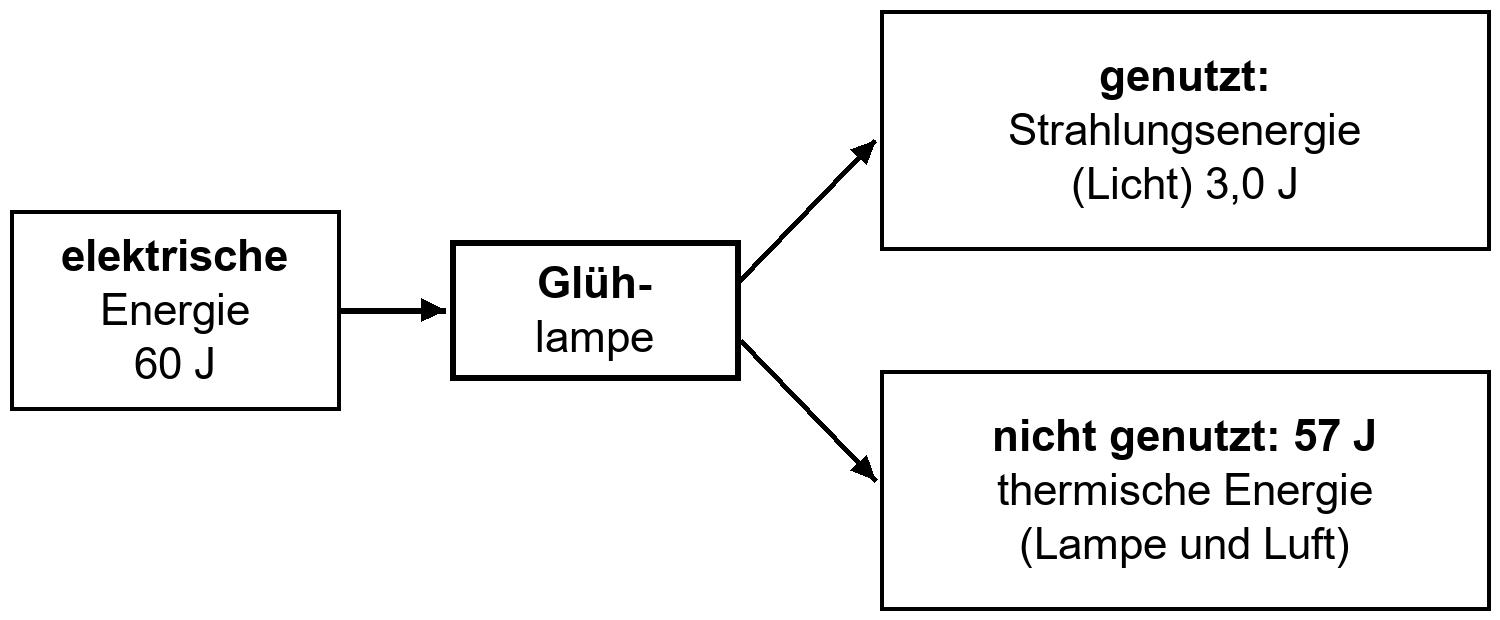 elektrische
Energie
60 J
Glüh-
lampe
genutzt:
Strahlungsenergie
(Licht) 3,0 J
nicht genutzt: 57 J
thermische Energie
(Lampe und Luft)